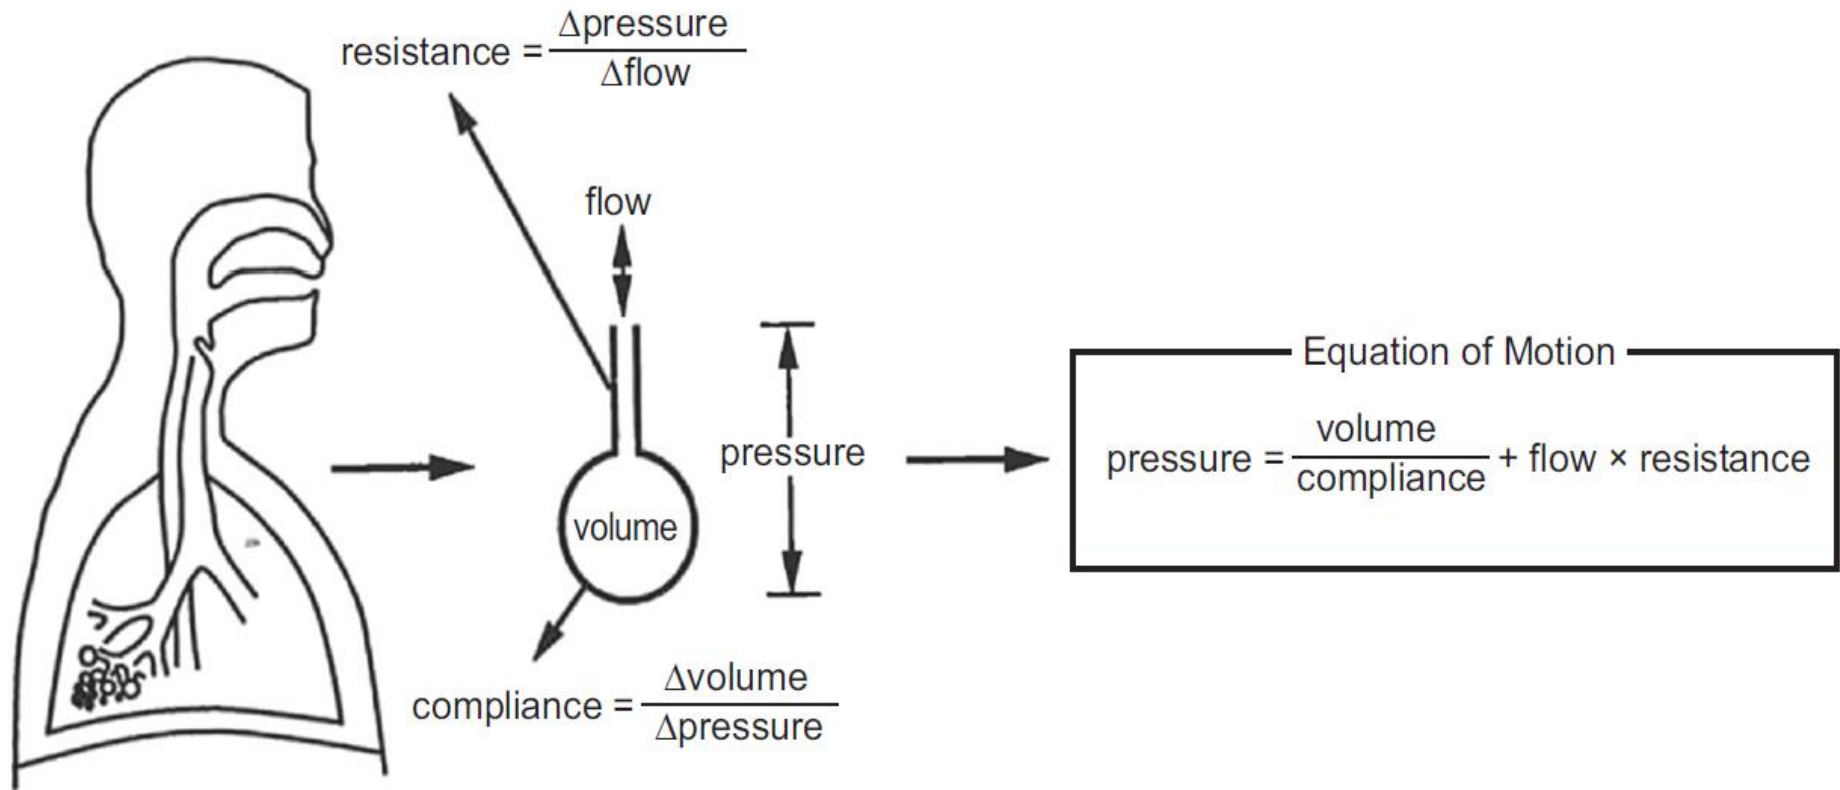 resistance = Δpressure
Δflow
flow
pressure
volume
compliance = Δvolume
Δpressure
Equation of Motion
pressure = volume
compliance + flow × resistance